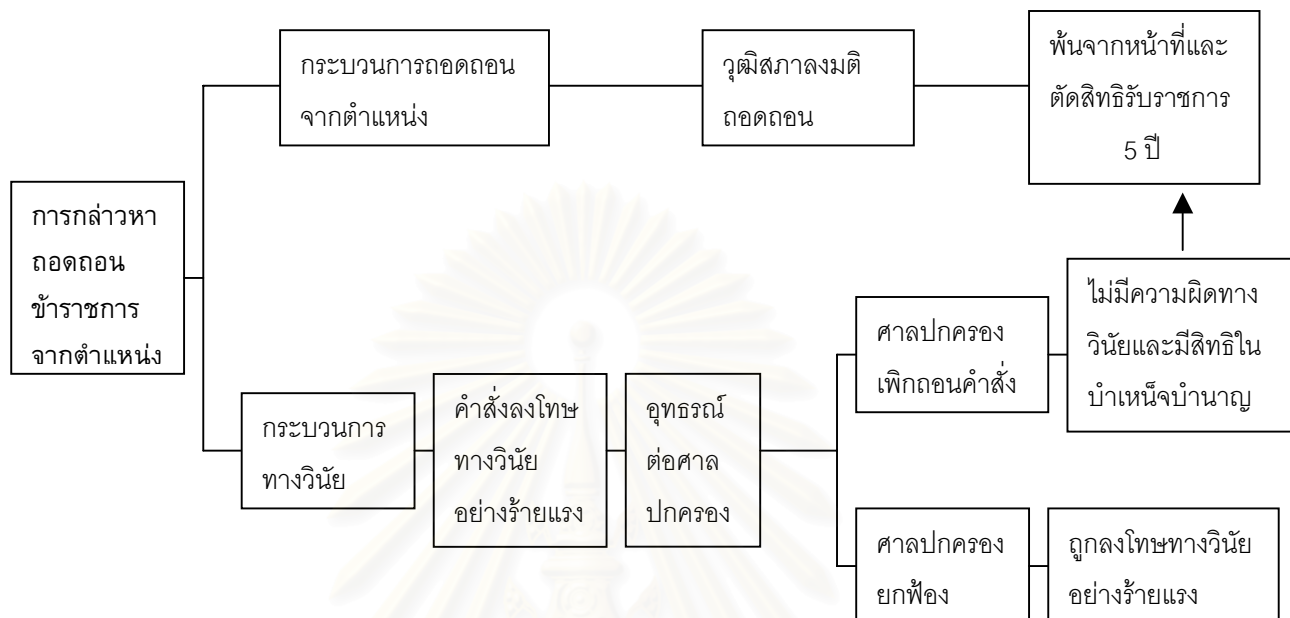 กระบวนการถอดถอน
จากตำแหน่ง
วุฒิสภาลงมติ
ถอดถอน
พ้นจากหน้าที่และ
ตัดสิทธิรับราชการ
5 ปี
การกล่าวหา
ถอดถอน
ข้าราชการ
จากตำแหน่ง
กระบวนการ
ทางวินัย
คำสั่งลงโทษ
ทางวินัย
อย่างร้ายแรง
อุทธรณ์
ต่อศาล
ปกครอง
ศาลปกครอง
เพิกถอนคำสั่ง
ไม่มีความผิดทาง
วินัยและมีสิทธิใน
บำเหน็จบำนาญ
ศาลปกครอง
ยกฟ้อง
ถูกลงโทษทางวินัย
อย่างร้ายแรง